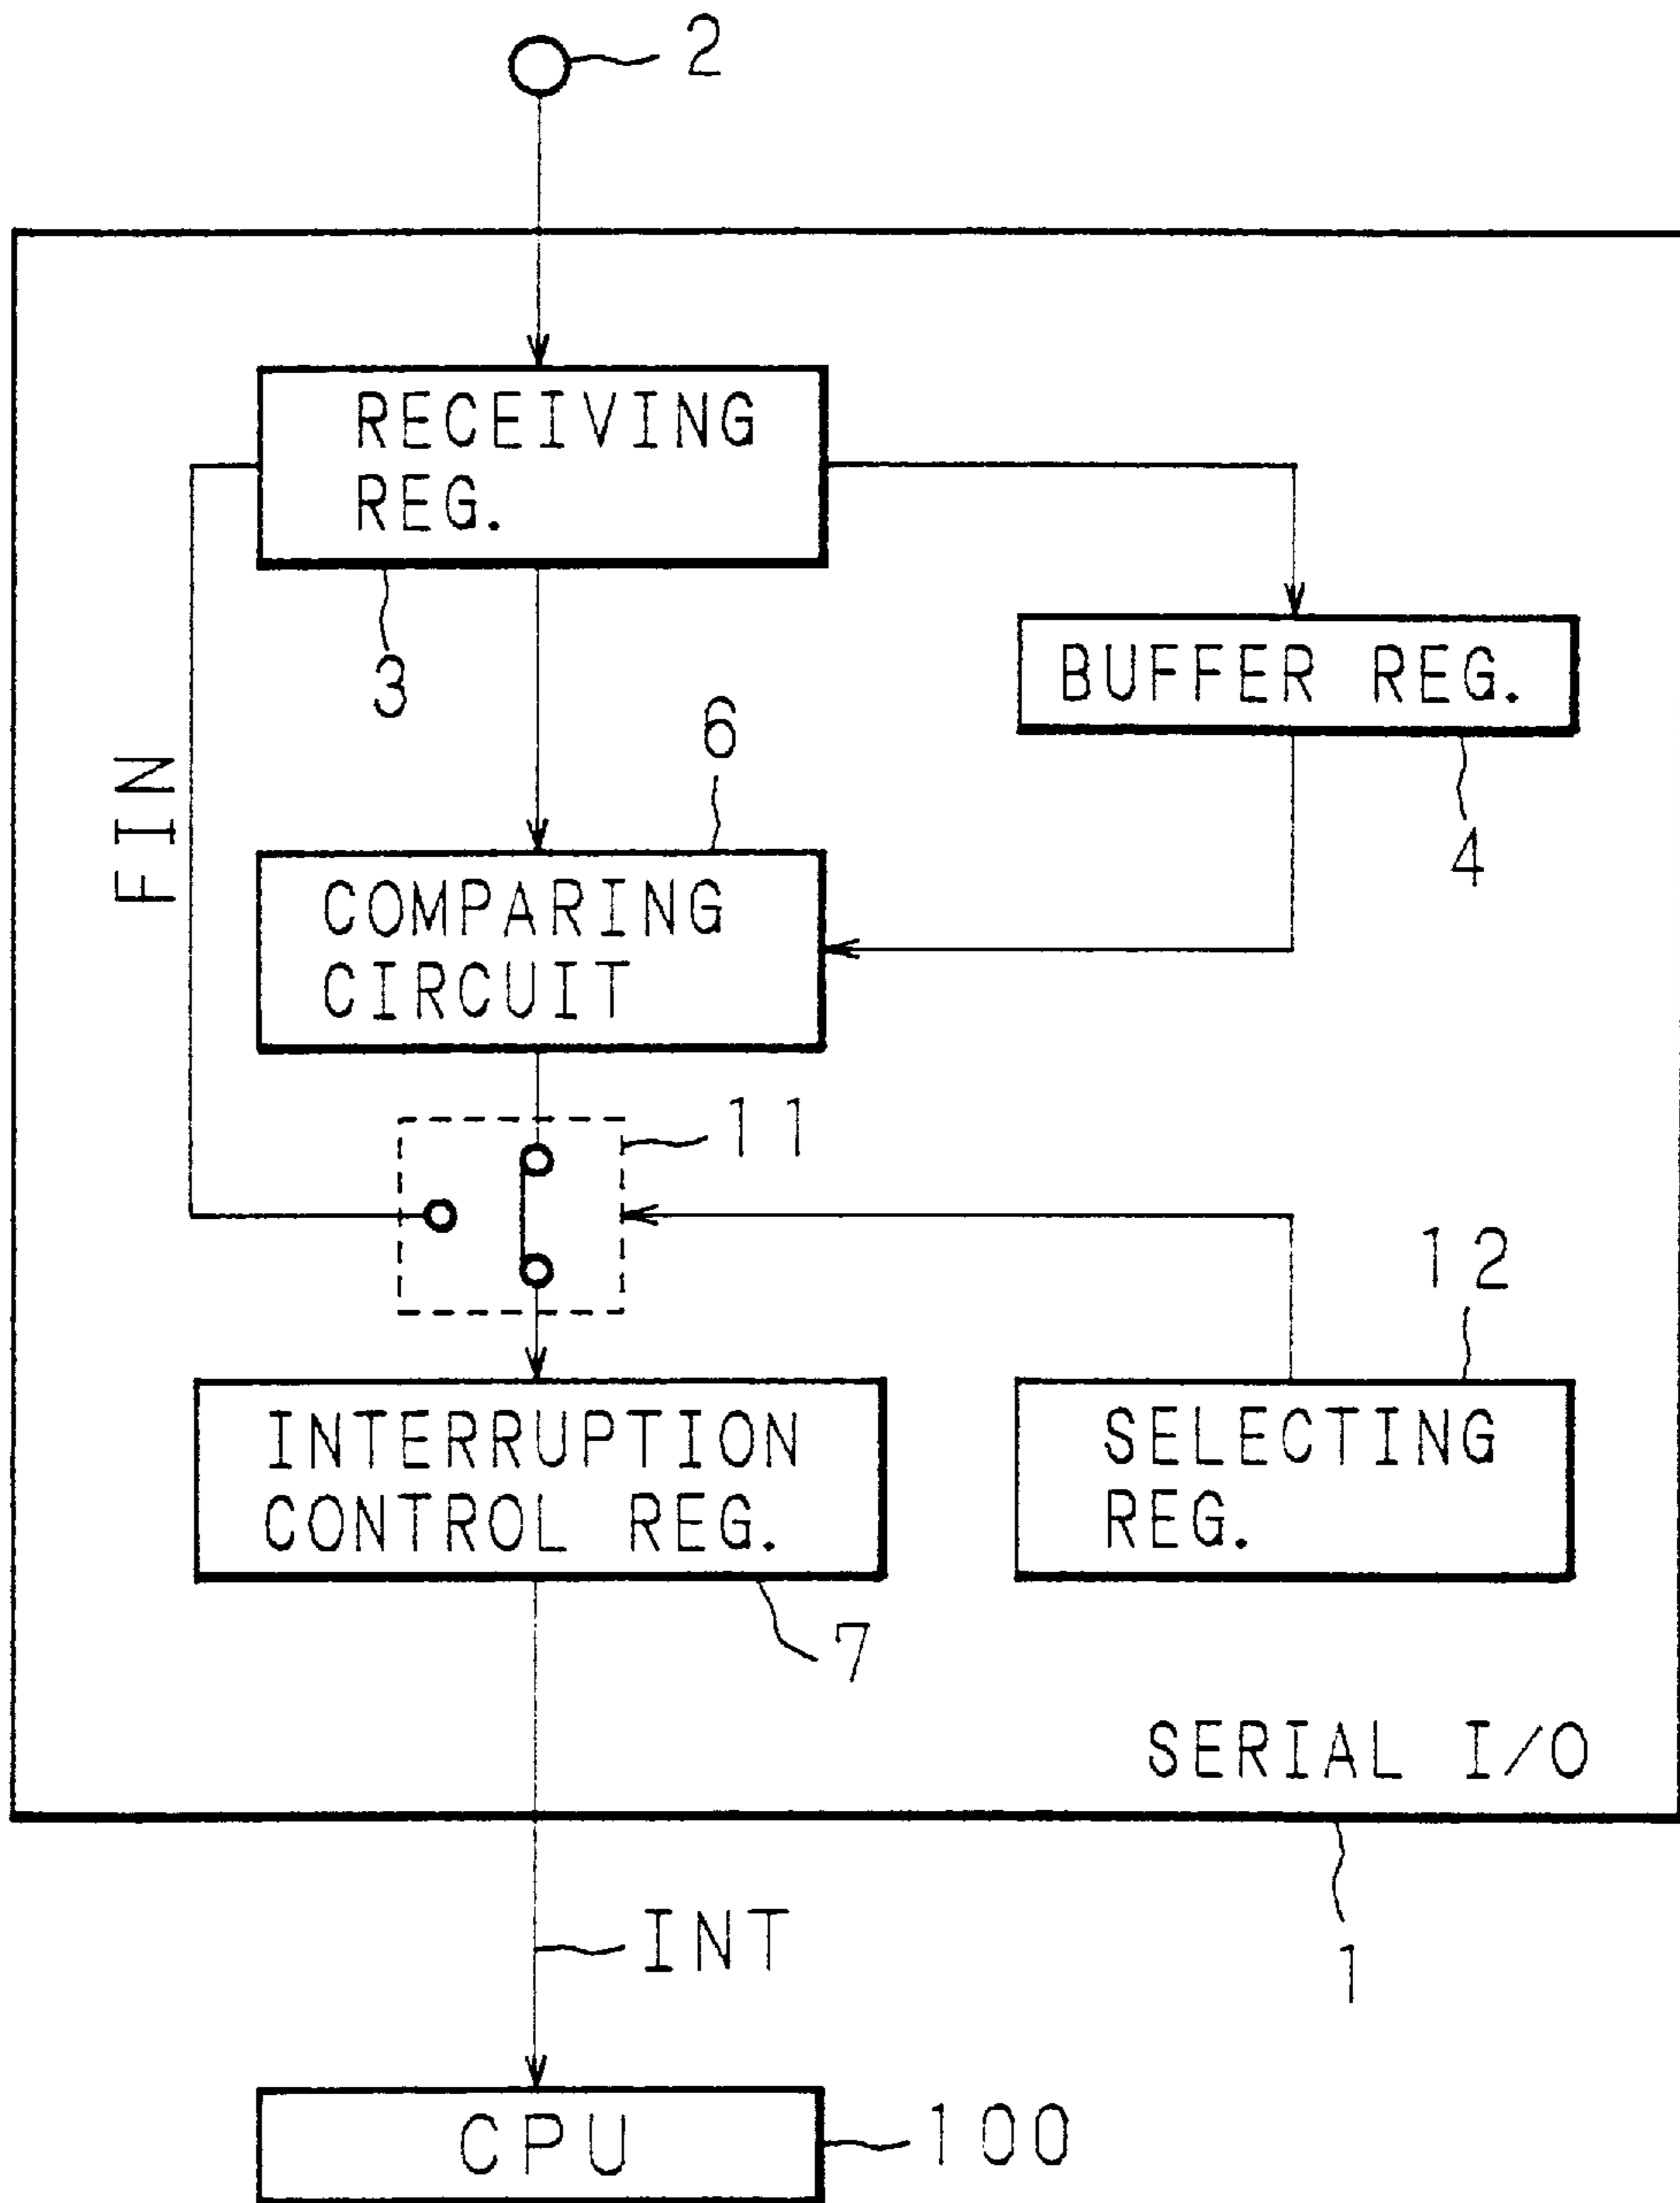 2
RECEIVING
REG.
3
BUFFER REG.
4
6
FIN
COMPARING
CIRCUIT
11
12
INTERRUPTION
CONTROL REG.
7
SELECTING
REG.
SERIAL I/O
1
INT
CPU
100